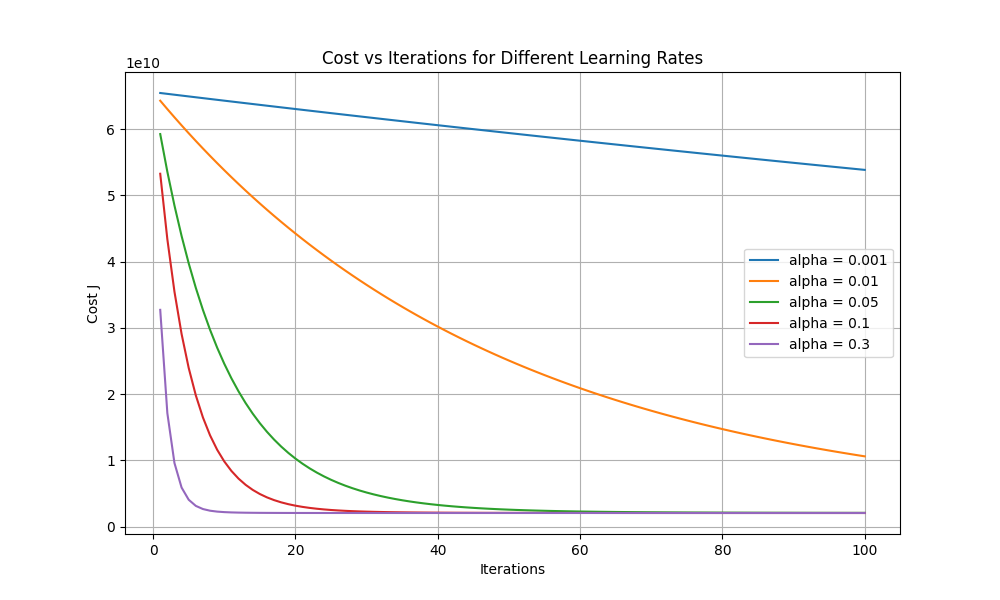 Cost vs Iterations for Different Learning Rates
1e10
6
5
4
3
2
1
0
Cost J
alpha = 0.001
alpha = 0.01
alpha = 0.05
alpha = 0.1
alpha = 0.3
0 20 40 60 80 100
Iterations